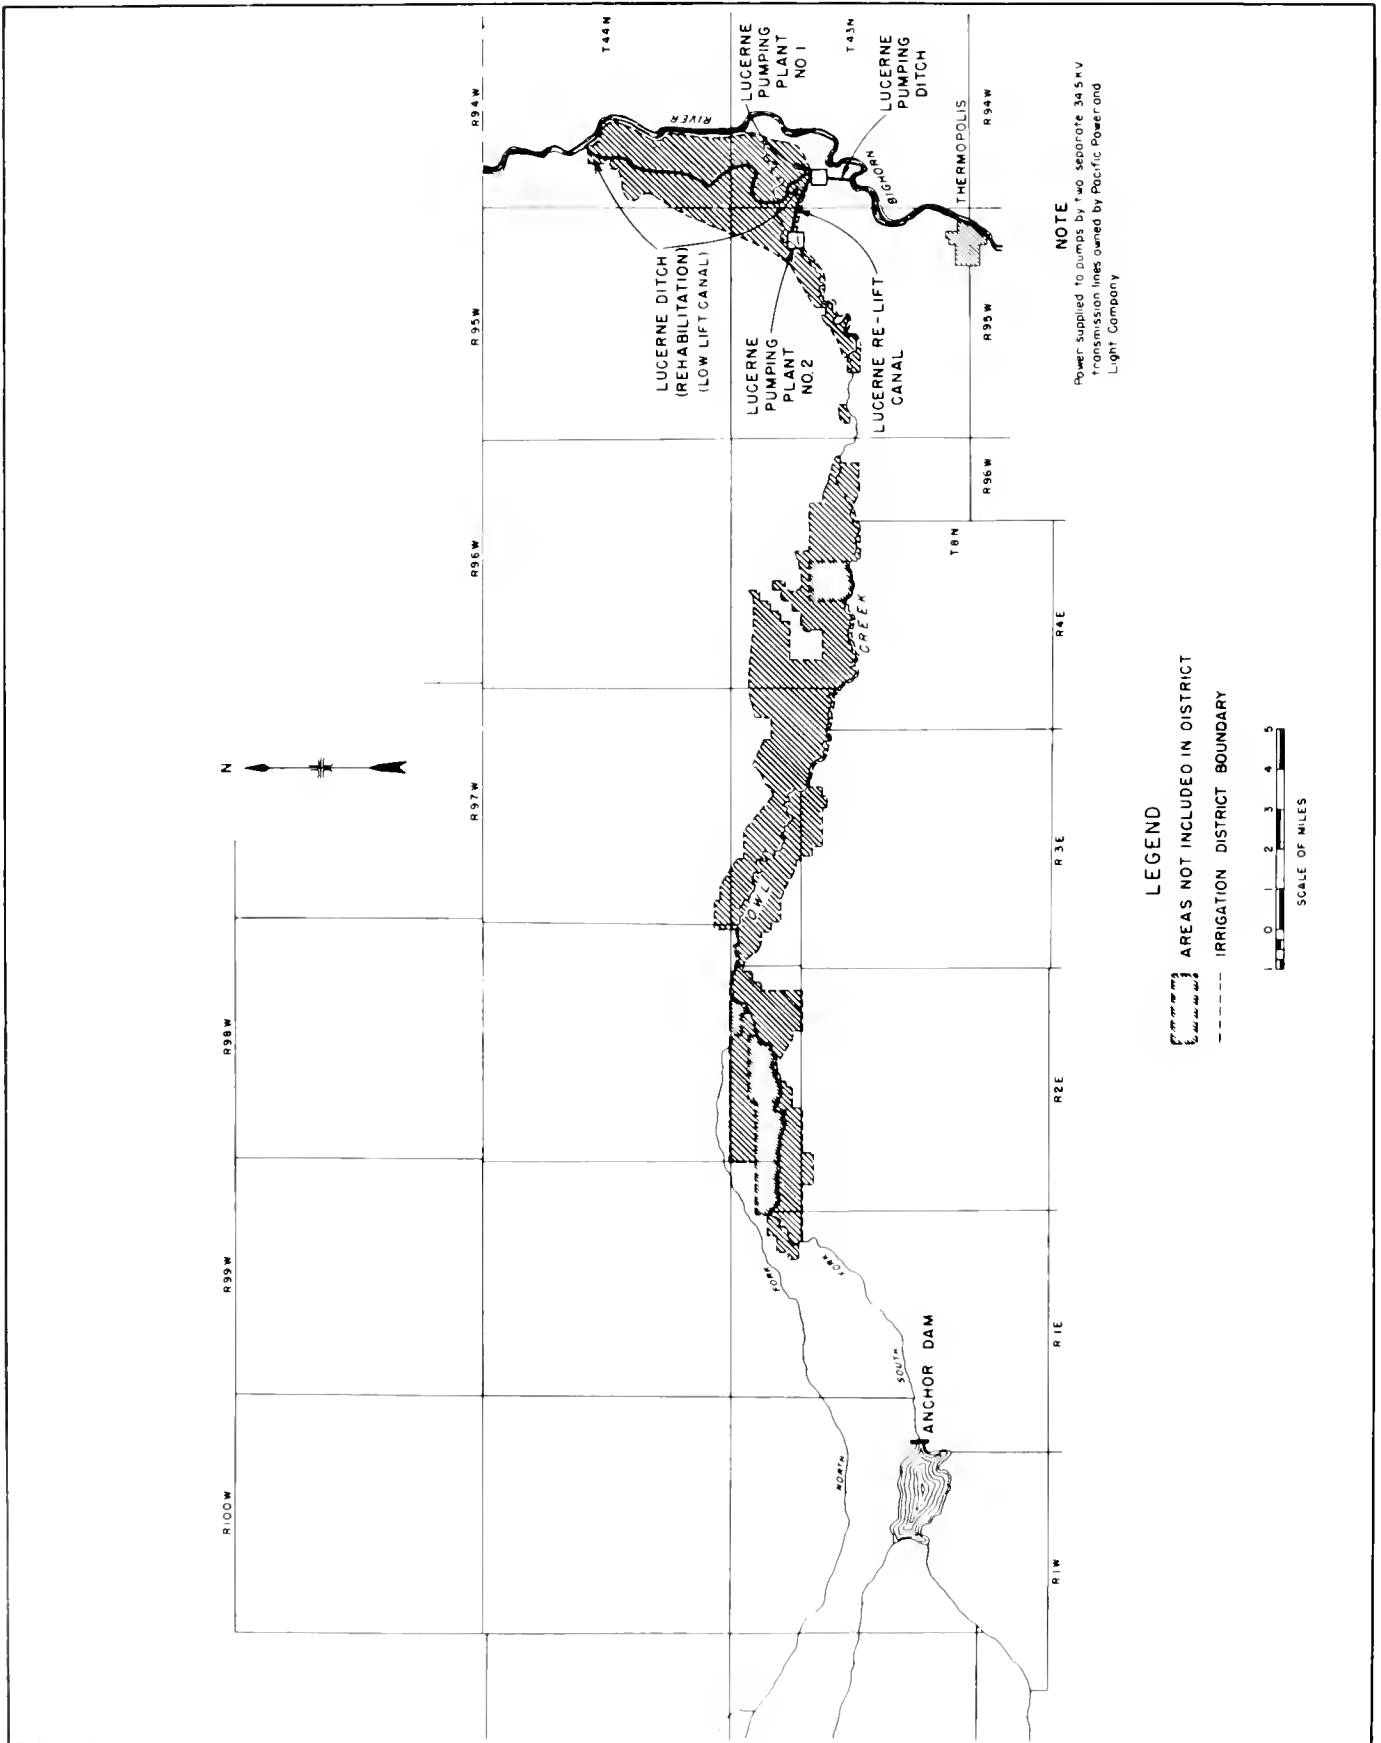 R100W
R99W
R98W
N
R97W
R96W
R95W
R94W
T44N
T43N
LUCERNE
PUMPING
PLANT
NO 1
LUCERNE
PUMPING
DITCH
RIVER
BIGHORN
THERMOPOLIS
R94W
LUCERNE DITCH
(REHABILITATION)
(LOW LIFT CANAL)
LUCERNE
PUMPING
PLANT
NO.2
LUCERNE RE-LIFT
CANAL
R95W
R96W
T8N
NOTE
Power supplied to pumps by two separate 34.5 KV
transmission lines owned by Pacific Power and
Light Company
OWL
CREEK
R4E
R3E
R2E
R1E
R1W
NORTH
FORK
SOUTH
FORK
ANCHOR DAM
LEGEND
AREAS NOT INCLUDED IN DISTRICT
IRRIGATION DISTRICT BOUNDARY
1 0 1 2 3 4 5
SCALE OF MILES